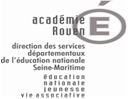 académie
Rouen
direction des services
départementaux
de l'éducation nationale
Seine-Maritime
éducation
nationale
jeunesse
vie associative